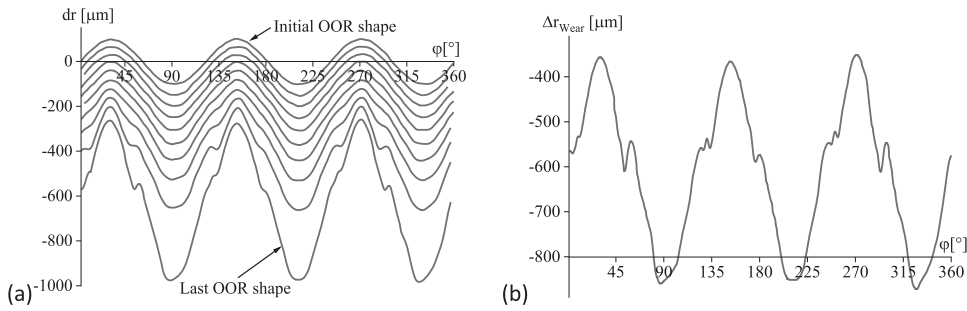 dr [μm]
Initial OOR shape
φ[°]
0
45 90 135 180 225 270 315 360
-200
-400
-600
-800
-1000
Last OOR shape
(a)
Δr_Wear [μm]
-400
-500
-600
-700
-800
φ[°]
45 90 135 180 225 270 315 360
(b)